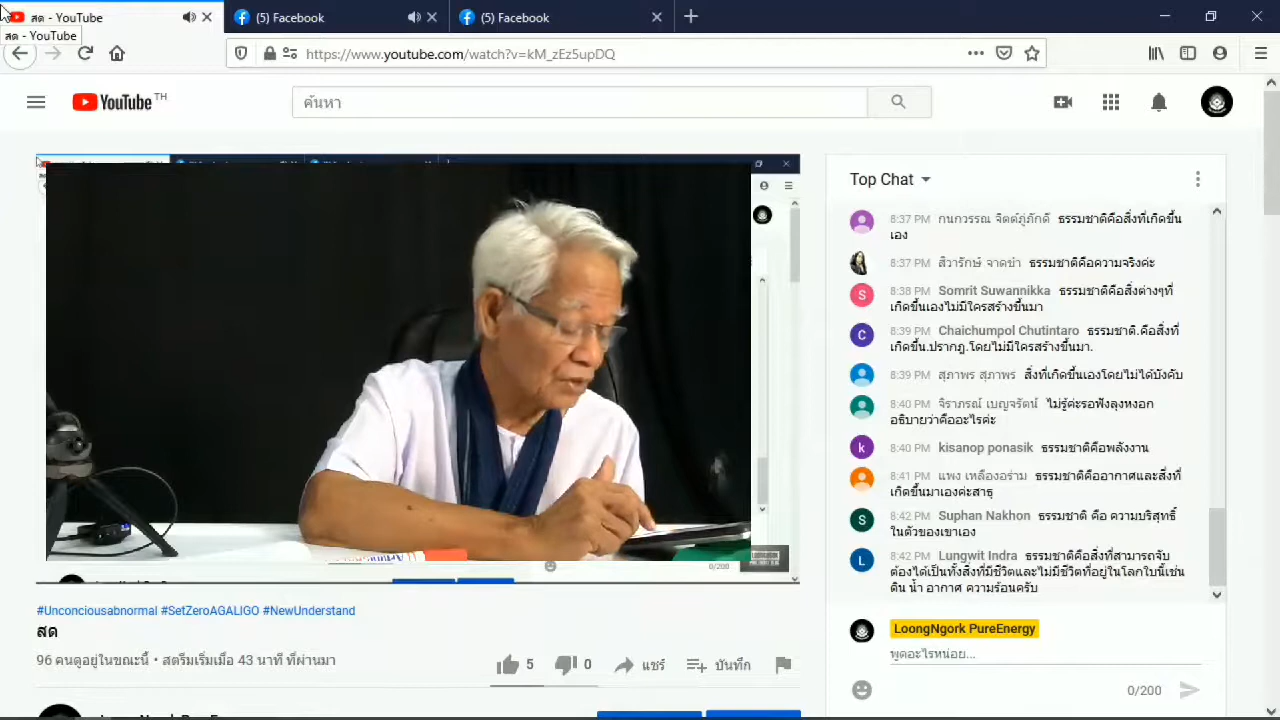 สด - YouTube
(5) Facebook
(5) Facebook
สด - YouTube
https://www.youtube.com/watch?v=kM_zEz5upDQ
YouTube TH
ค้นหา
Top Chat
8:37 PM กนกวรรณ จิตต์ภู่ภักดี ธรรมชาติคือสิ่งที่เกิดขึ้น
เอง
8:37 PM สีวารักษ์ จาดขำ ธรรมชาติคือความจริงค่ะ
8:38 PM Somrit Suwannikka ธรรมชาติคือสิ่งต่างๆที่
เกิดขึ้นเองไม่มีใครสร้างขึ้นมา
8:39 PM Chaichumpol Chutintaro ธรรมชาติ.คือสิ่งที่
เกิดขึ้น.ปรากฎ.โดยไม่มีใครสร้างขึ้นมา.
8:39 PM สุภาพร สุภาพร สิ่งที่เกิดขึ้นเองโดยไม่ได้บังคับ
8:40 PM จิราภรณ์ เบญจรัตน์ ไม่รู้ค่ะรอฟังลุงหงอก
อธิบายว่าคืออะไรค่ะ
8:40 PM kisanop ponasik ธรรมชาติคือพลังงาน
8:41 PM แพง เหลืองอร่าม ธรรมชาติคืออากาศและสิ่งที่
เกิดขึ้นมาเองค่ะสาธุ
8:42 PM Suphan Nakhon ธรรมชาติ คือ ความบริสุทธิ์
ในตัวของเขาเอง
8:42 PM Lungwit Indra ธรรมชาติคือสิ่งที่สามารถจับ
ต้องได้เป็นทั้งสิ่งที่มีชีวิตและไม่มีชีวิตที่อยู่ในโลกใบนี้เช่น
ดิน น้ำ อากาศ ความร้อนครับ
0/200
#Unconciousabnormal #SetZeroAGALIGO #NewUnderstand
สด
96 คนดูอยู่ในขณะนี้ • สตรีมเริ่มเมื่อ 43 นาที ที่ผ่านมา
5
0
แชร์
บันทึก
LoongNgork PureEnergy
พูดอะไรหน่อย...
0/200